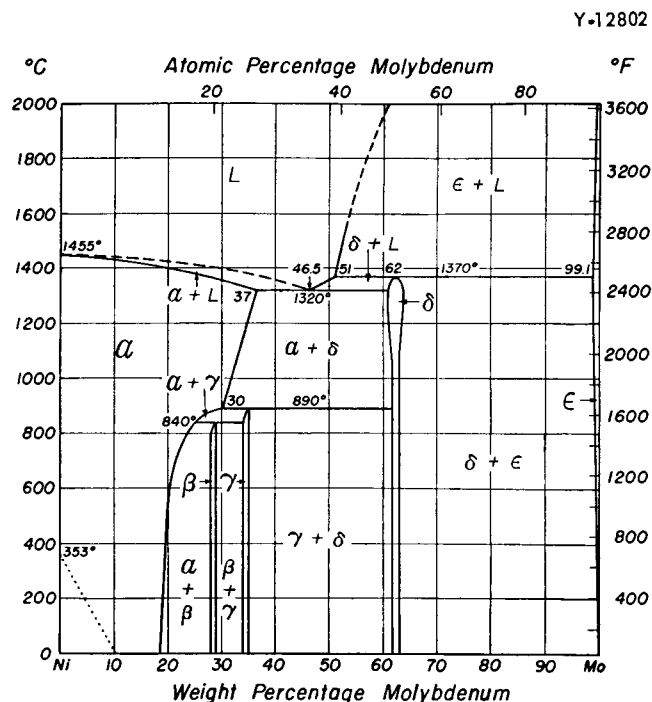 Y-12802
°C Atomic Percentage Molybdenum °F
20 40 60 80
2000 3600
1800 L ε + L 3200
1600 2800
δ + L
1455° 46.5 51 62 1370° 99.1
1400 2400
α + L 37 1320° δ
1200
α α + δ 2000
1000
α + γ 30 890° ε 1600
840°
800
β γ δ + ε
600 1200
γ + δ
400 800
353° α + β β + γ
200 400
0
Ni 10 20 30 40 50 60 70 80 90 Mo
Weight Percentage Molybdenum